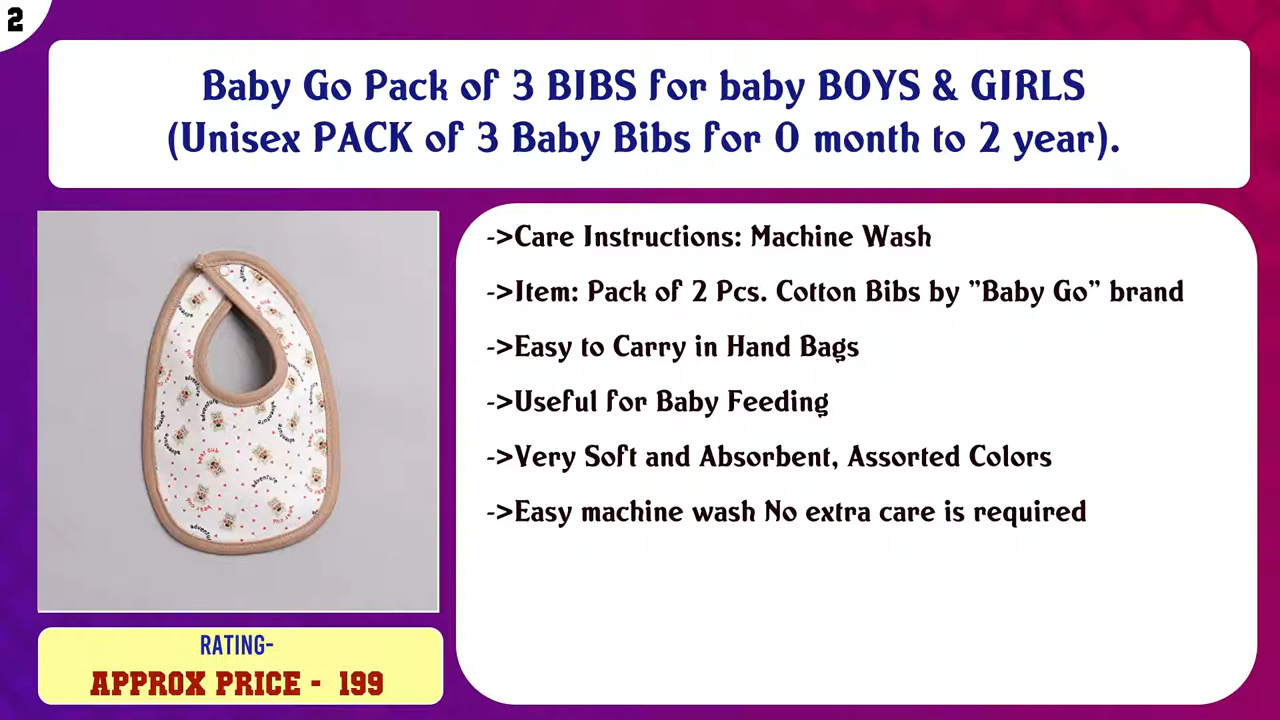 2
Baby Go Pack of 3 BIBS for baby BOYS & GIRLS
(Unisex PACK of 3 Baby Bibs for 0 month to 2 year).
->Care Instructions: Machine Wash
->Item: Pack of 2 Pcs. Cotton Bibs by "Baby Go" brand
->Easy to Carry in Hand Bags
->Useful for Baby Feeding
->Very Soft and Absorbent, Assorted Colors
->Easy machine wash No extra care is required
adventure
bear cub
RATING-
APPROX PRICE - 199